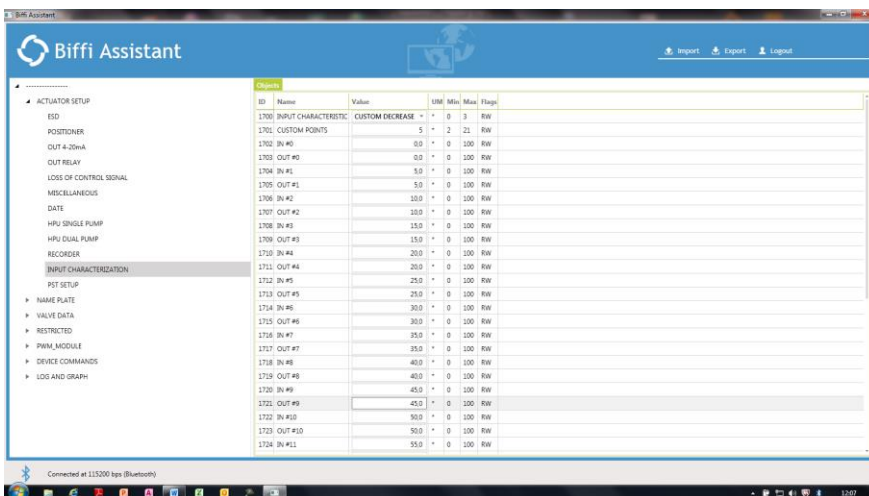 Biffi Assistant
Biffi Assistant
Import Export Logout
----------------
ACTUATOR SETUP
ESD
POSITIONER
OUT 4-20mA
OUT RELAY
LOSS OF CONTROL SIGNAL
MISCELLANEOUS
DATE
HPU SINGLE PUMP
HPU DUAL PUMP
RECORDER
INPUT CHARACTERIZATION
PST SETUP
NAME PLATE
VALVE DATA
RESTRICTED
PWM_MODULE
DEVICE COMMANDS
LOG AND GRAPH
Objects
ID Name Value UM Min Max Flags
1700 INPUT CHARACTERISTIC CUSTOM DECREASE * 0 3 RW
1701 CUSTOM POINTS 5 * 2 21 RW
1702 IN #0 0,0 * 0 100 RW
1703 OUT #0 0,0 * 0 100 RW
1704 IN #1 5,0 * 0 100 RW
1705 OUT #1 5,0 * 0 100 RW
1706 IN #2 10,0 * 0 100 RW
1707 OUT #2 10,0 * 0 100 RW
1708 IN #3 15,0 * 0 100 RW
1709 OUT #3 15,0 * 0 100 RW
1710 IN #4 20,0 * 0 100 RW
1711 OUT #4 20,0 * 0 100 RW
1712 IN #5 25,0 * 0 100 RW
1713 OUT #5 25,0 * 0 100 RW
1714 IN #6 30,0 * 0 100 RW
1715 OUT #6 30,0 * 0 100 RW
1716 IN #7 35,0 * 0 100 RW
1717 OUT #7 35,0 * 0 100 RW
1718 IN #8 40,0 * 0 100 RW
1719 OUT #8 40,0 * 0 100 RW
1720 IN #9 45,0 * 0 100 RW
1721 OUT #9 45,0 * 0 100 RW
1722 IN #10 50,0 * 0 100 RW
1723 OUT #10 50,0 * 0 100 RW
1724 IN #11 55,0 * 0 100 RW
Connected at 115200 bps (Bluetooth)
12:07